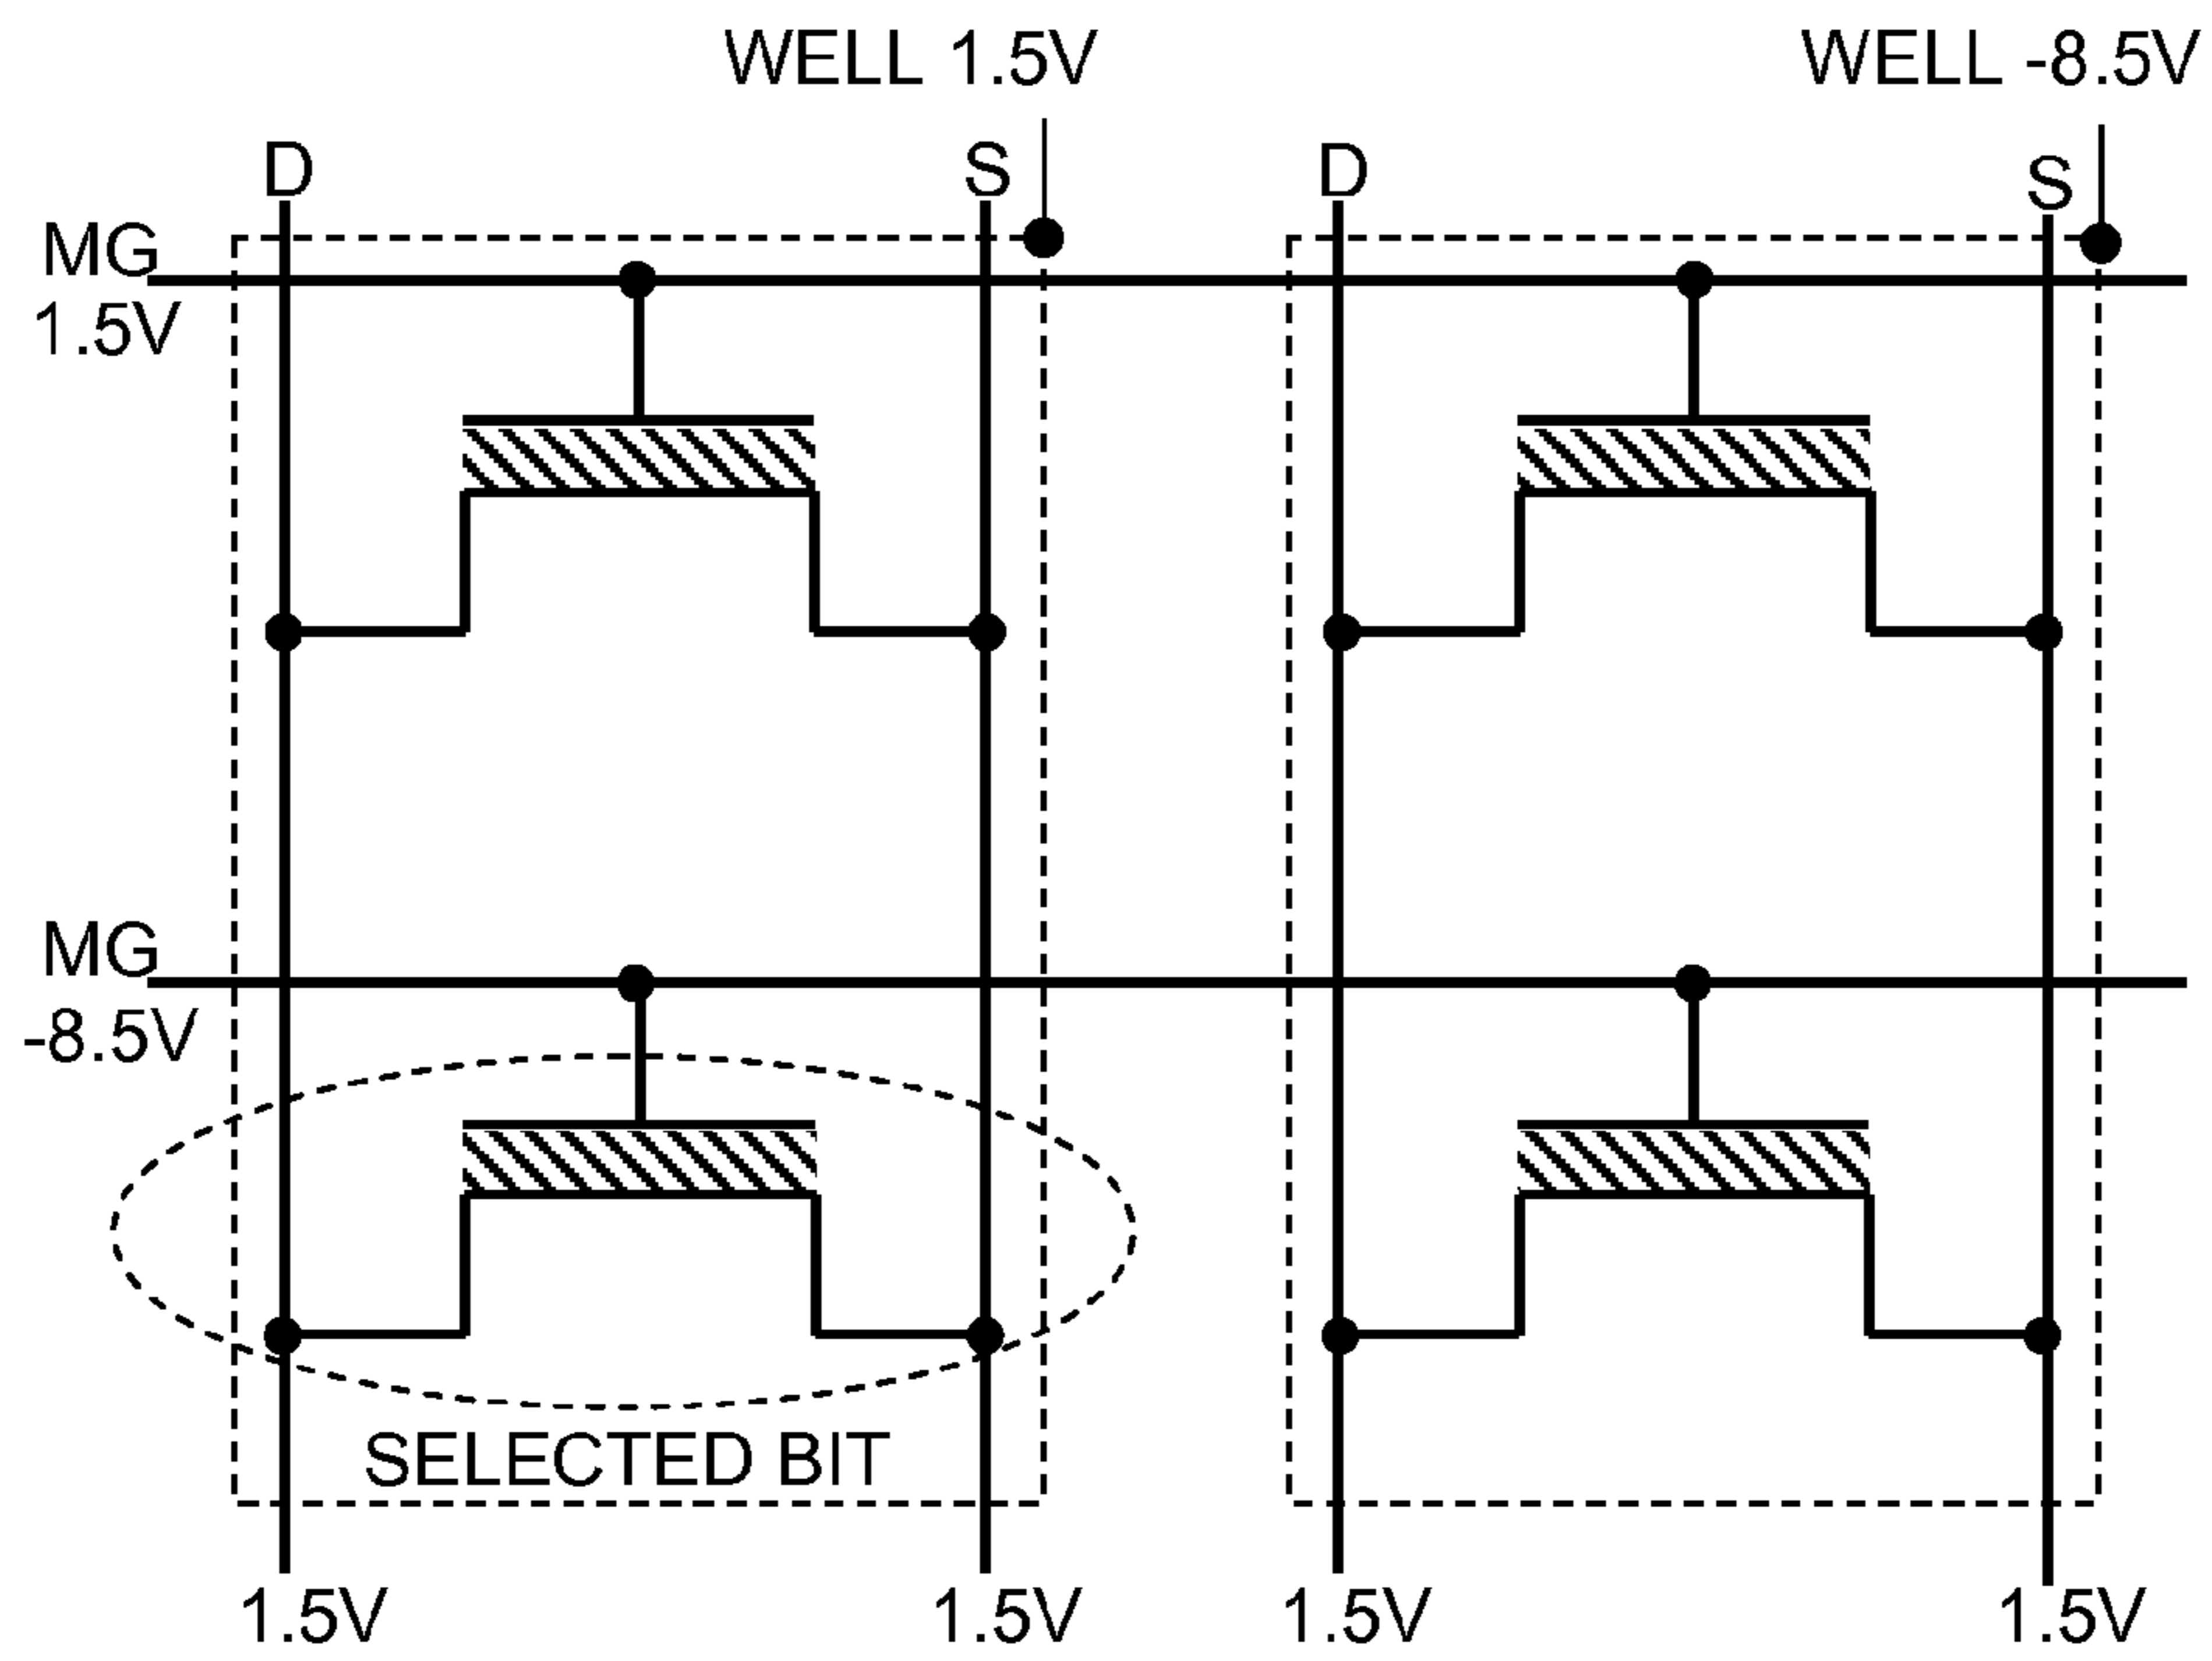 WELL 1.5V
WELL -8.5V
D
S
D
S
MG
1.5V
MG
-8.5V
SELECTED BIT
1.5V
1.5V
1.5V
1.5V